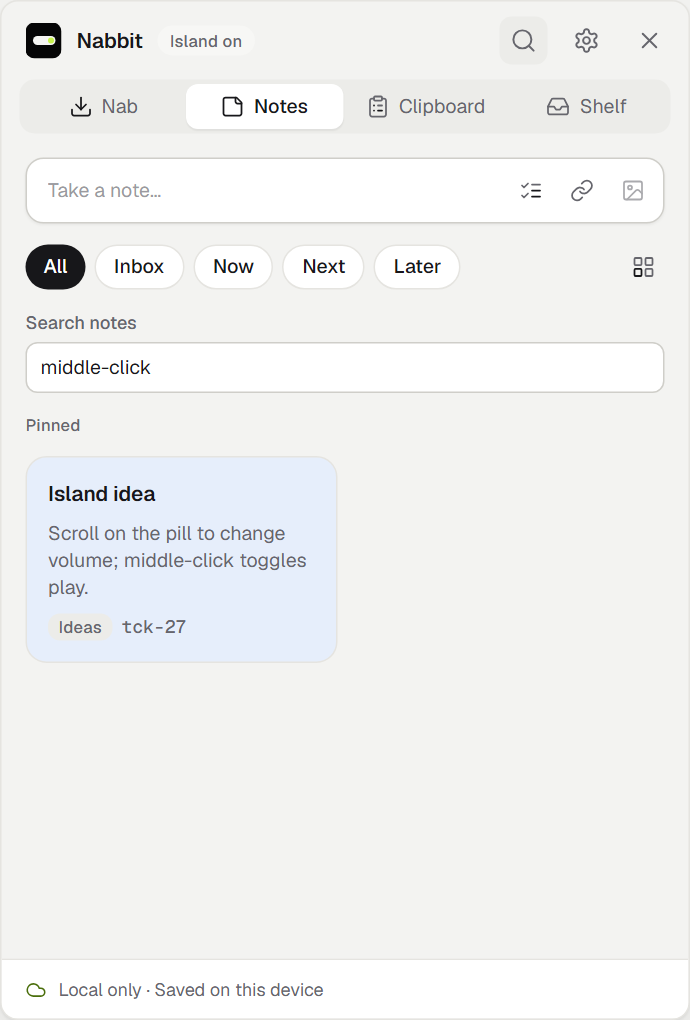 Nabbit Island on
Nab Notes Clipboard Shelf
Take a note...
All Inbox Now Next Later
Search notes
middle-click
Pinned
Island idea
Scroll on the pill to change
volume; middle-click toggles
play.
Ideas tck-27
Local only · Saved on this device